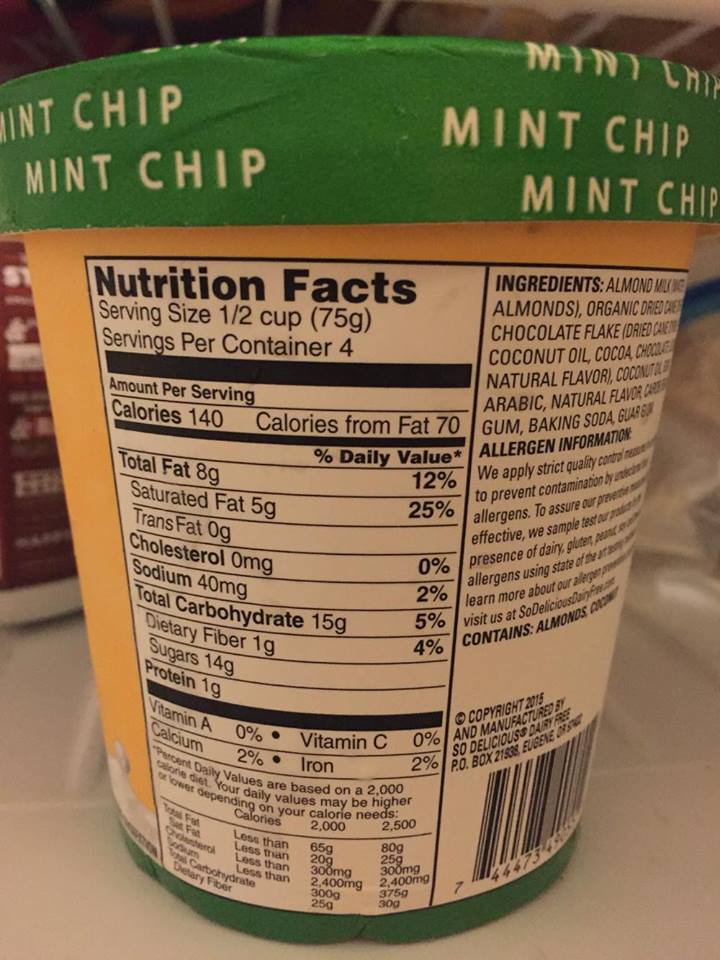 MINT CHIP
MINT CHIP
MINT CHIP
MINT CHIP
MINT CHIP
Nutrition Facts
Serving Size 1/2 cup (75g)
Servings Per Container 4
Amount Per Serving
Calories 140 Calories from Fat 70
% Daily Value*
Total Fat 8g 12%
Saturated Fat 5g 25%
Trans Fat 0g
Cholesterol 0mg 0%
Sodium 40mg 2%
Total Carbohydrate 15g 5%
Dietary Fiber 1g 4%
Sugars 14g
Protein 1g
Vitamin A 0% • Vitamin C 0%
Calcium 2% • Iron 2%
*Percent Daily Values are based on a 2,000
calorie diet. Your daily values may be higher
or lower depending on your calorie needs:
Calories 2,000 2,500
Total Fat Less than 65g 80g
Sat Fat Less than 20g 25g
Cholesterol Less than 300mg 300mg
Sodium Less than 2,400mg 2,400mg
Total Carbohydrate 300g 375g
Dietary Fiber 25g 30g
INGREDIENTS: ALMOND MILK
ALMONDS), ORGANIC DRIED
CHOCOLATE FLAKE (DRIED CANE
COCONUT OIL, COCOA,
NATURAL FLAVOR), COCONUT OIL,
ARABIC, NATURAL FLAVOR,
GUM, BAKING SODA, GUAR GUM.
ALLERGEN INFORMATION:
We apply strict quality control
to prevent contamination by
allergens. To assure our preventive
effective, we sample test our products
presence of dairy, gluten, peanut,
allergens using state of the art testing
learn more about our allergen
visit us at SoDeliciousDairyFree.com
CONTAINS: ALMONDS, COCONUT
© COPYRIGHT 2015
AND MANUFACTURED BY
SO DELICIOUS® DAIRY FREE
P.O. BOX 21938, EUGENE, OR 97402
7 44473